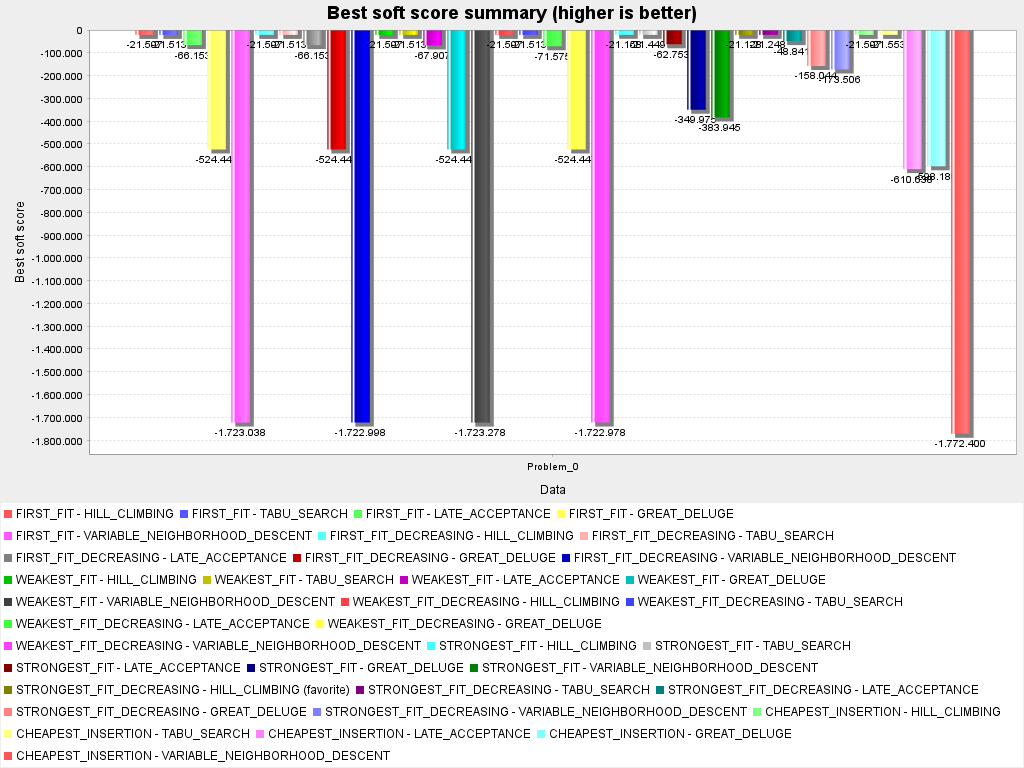 Best soft score summary (higher is better)
0
-100.000
-200.000
-300.000
-400.000
-500.000
-600.000
-700.000
-800.000
-900.000
-1.000.000
-1.100.000
-1.200.000
-1.300.000
-1.400.000
-1.500.000
-1.600.000
-1.700.000
-1.800.000
Best soft score
-66.153
-524.44
-1.723.038
-66.153
-524.44
-1.722.998
-67.907
-524.44
-1.723.278
-71.575
-524.44
-1.722.978
-62.753
-349.975
-383.945
-48.841
-158.044
-173.506
-610.638
-1.772.400
Problem_0
Data
FIRST_FIT - HILL_CLIMBING FIRST_FIT - TABU_SEARCH FIRST_FIT - LATE_ACCEPTANCE FIRST_FIT - GREAT_DELUGE
FIRST_FIT - VARIABLE_NEIGHBORHOOD_DESCENT FIRST_FIT_DECREASING - HILL_CLIMBING FIRST_FIT_DECREASING - TABU_SEARCH
FIRST_FIT_DECREASING - LATE_ACCEPTANCE FIRST_FIT_DECREASING - GREAT_DELUGE FIRST_FIT_DECREASING - VARIABLE_NEIGHBORHOOD_DESCENT
WEAKEST_FIT - HILL_CLIMBING WEAKEST_FIT - TABU_SEARCH WEAKEST_FIT - LATE_ACCEPTANCE WEAKEST_FIT - GREAT_DELUGE
WEAKEST_FIT - VARIABLE_NEIGHBORHOOD_DESCENT WEAKEST_FIT_DECREASING - HILL_CLIMBING WEAKEST_FIT_DECREASING - TABU_SEARCH
WEAKEST_FIT_DECREASING - LATE_ACCEPTANCE WEAKEST_FIT_DECREASING - GREAT_DELUGE
WEAKEST_FIT_DECREASING - VARIABLE_NEIGHBORHOOD_DESCENT STRONGEST_FIT - HILL_CLIMBING STRONGEST_FIT - TABU_SEARCH
STRONGEST_FIT - LATE_ACCEPTANCE STRONGEST_FIT - GREAT_DELUGE STRONGEST_FIT - VARIABLE_NEIGHBORHOOD_DESCENT
STRONGEST_FIT_DECREASING - HILL_CLIMBING (favorite) STRONGEST_FIT_DECREASING - TABU_SEARCH STRONGEST_FIT_DECREASING - LATE_ACCEPTANCE
STRONGEST_FIT_DECREASING - GREAT_DELUGE STRONGEST_FIT_DECREASING - VARIABLE_NEIGHBORHOOD_DESCENT CHEAPEST_INSERTION - HILL_CLIMBING
CHEAPEST_INSERTION - TABU_SEARCH CHEAPEST_INSERTION - LATE_ACCEPTANCE CHEAPEST_INSERTION - GREAT_DELUGE
CHEAPEST_INSERTION - VARIABLE_NEIGHBORHOOD_DESCENT